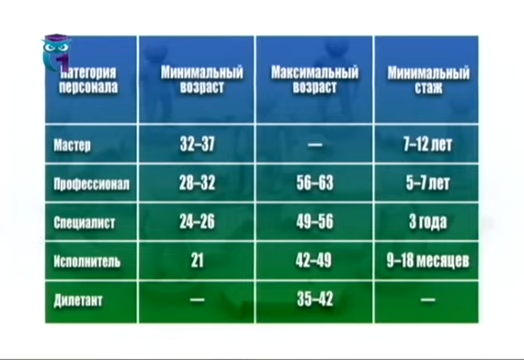 1
Категория персонала	Минимальный возраст	Максимальный возраст	Минимальный стаж
Мастер	32–37	—	7–12 лет
Профессионал	28–32	56–63	5–7 лет
Специалист	24–26	49–56	3 года
Исполнитель	21	42–49	9–18 месяцев
Дилетант	—	35–42	—